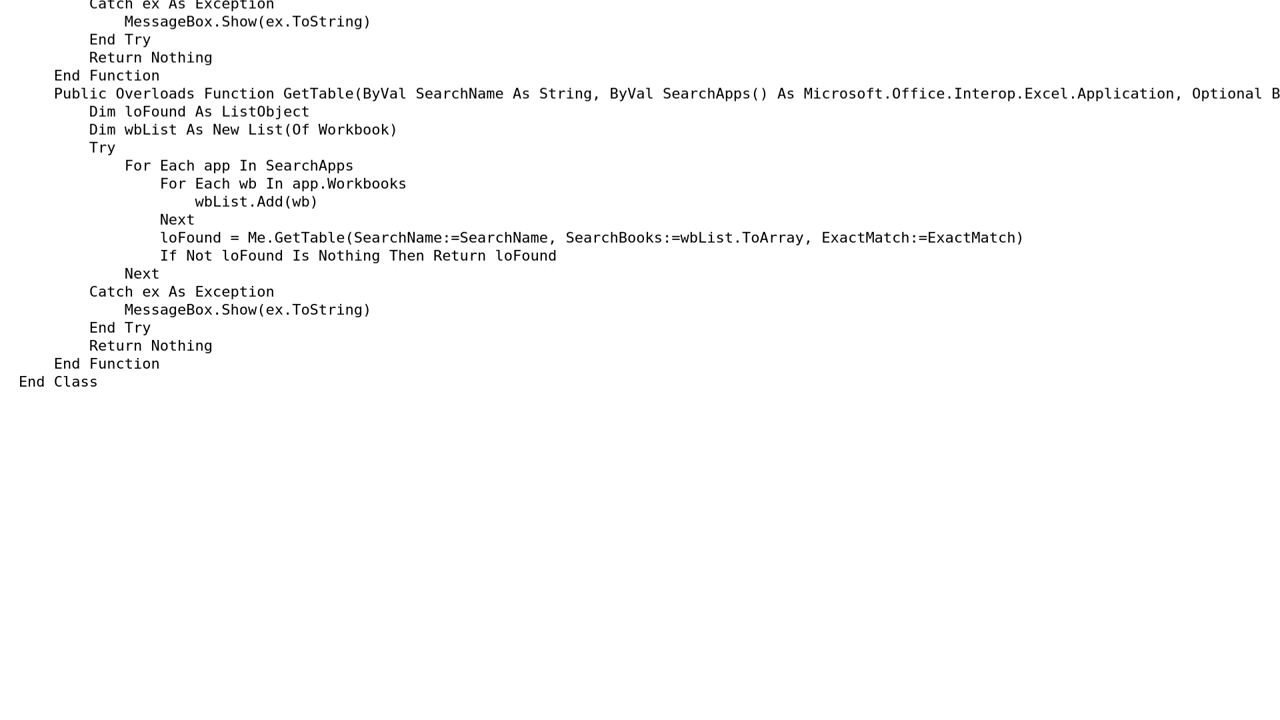 Catch ex As Exception
MessageBox.Show(ex.ToString)
End Try
Return Nothing
End Function
Public Overloads Function GetTable(ByVal SearchName As String, ByVal SearchApps() As Microsoft.Office.Interop.Excel.Application, Optional B
Dim loFound As ListObject
Dim wbList As New List(Of Workbook)
Try
For Each app In SearchApps
For Each wb In app.Workbooks
wbList.Add(wb)
Next
loFound = Me.GetTable(SearchName:=SearchName, SearchBooks:=wbList.ToArray, ExactMatch:=ExactMatch)
If Not loFound Is Nothing Then Return loFound
Next
Catch ex As Exception
MessageBox.Show(ex.ToString)
End Try
Return Nothing
End Function
End Class